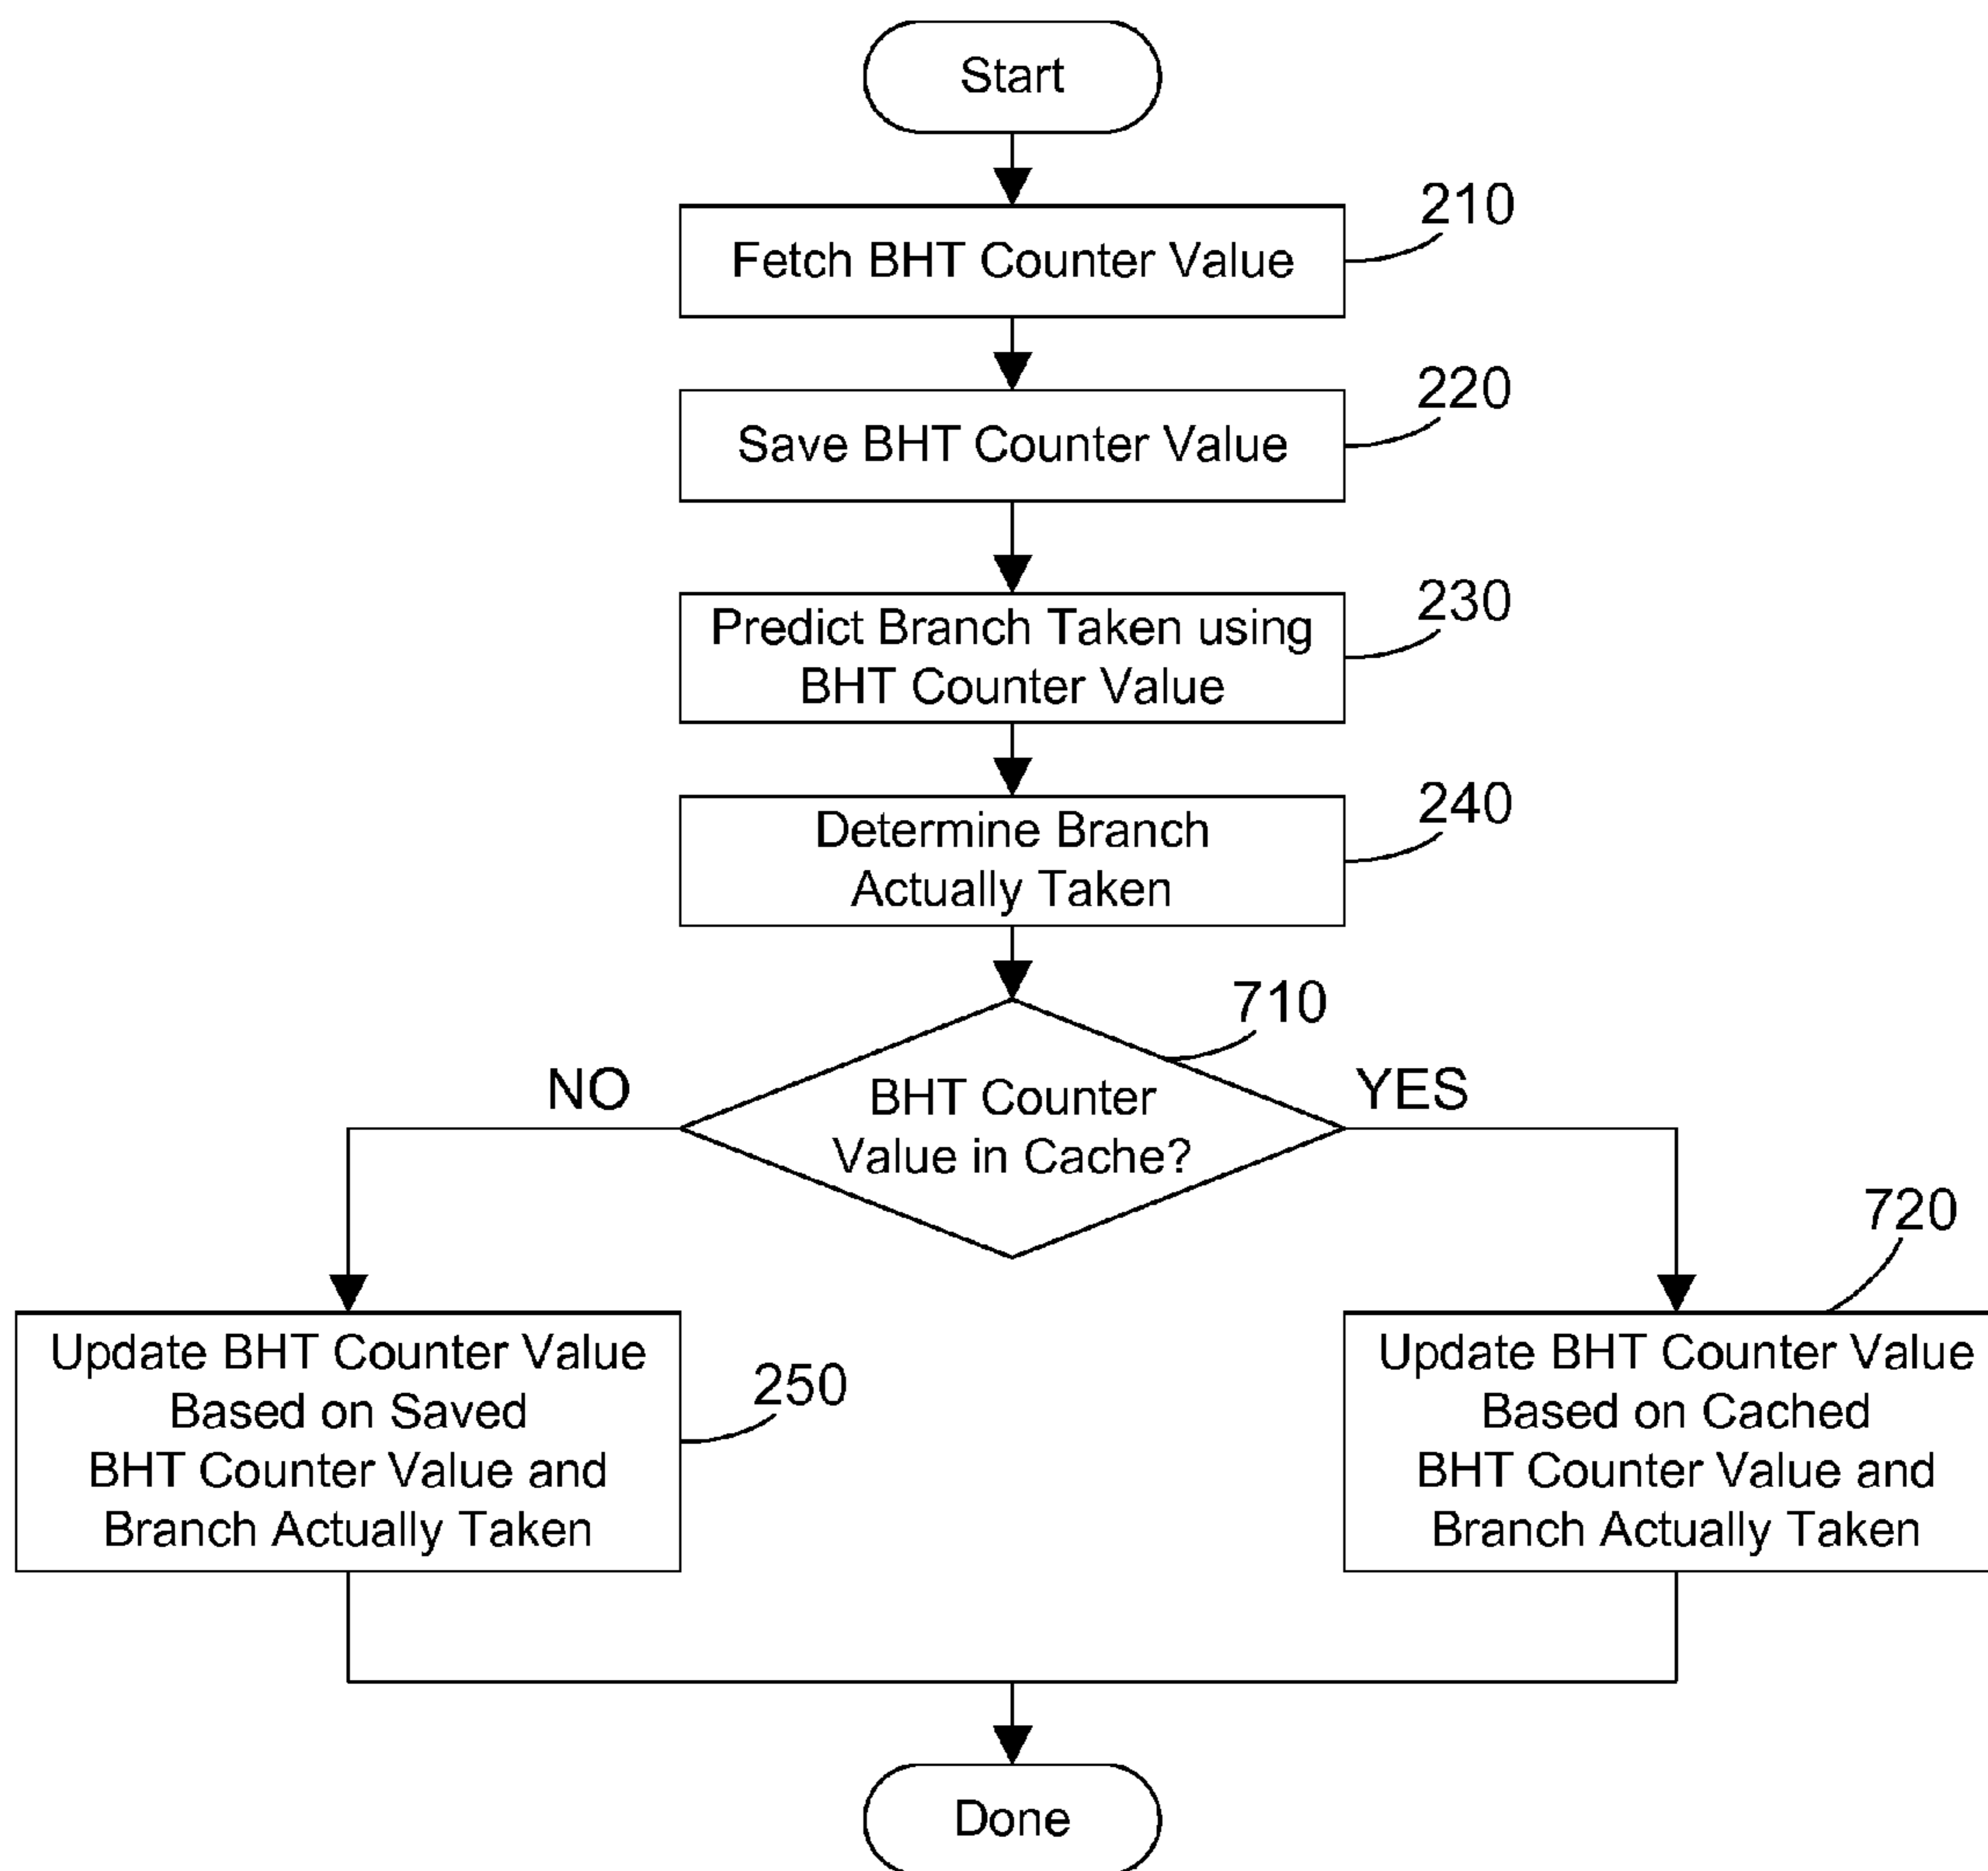 Start
210
Fetch BHT Counter Value
220
Save BHT Counter Value
230
Predict Branch Taken using
BHT Counter Value
240
Determine Branch
Actually Taken
710
NO
YES
BHT Counter
Value in Cache?
720
Update BHT Counter Value
Based on Saved
BHT Counter Value and
Branch Actually Taken
250
Update BHT Counter Value
Based on Cached
BHT Counter Value and
Branch Actually Taken
Done